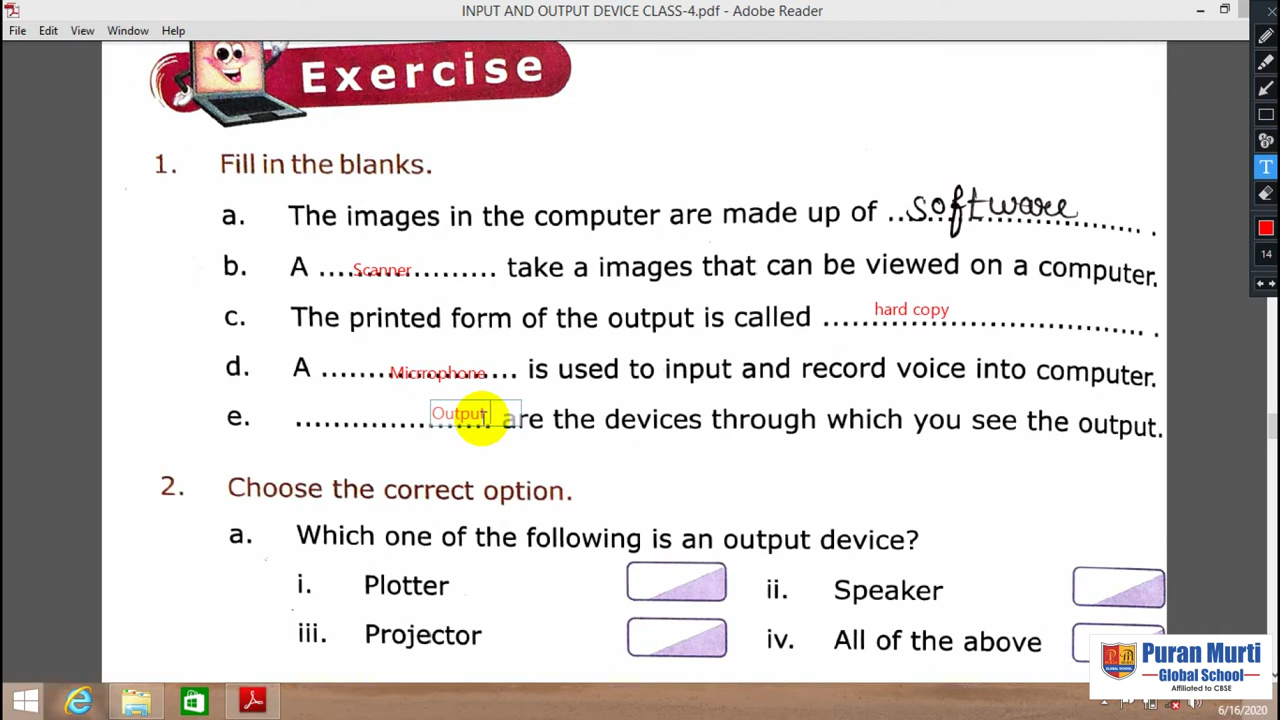 INPUT AND OUTPUT DEVICE CLASS-4.pdf - Adobe Reader
File Edit View Window Help
Exercise
1. Fill in the blanks.
a. The images in the computer are made up of ...software............ .
b. A ....Scanner............ take a images that can be viewed on a computer.
c. The printed form of the output is called ......hard copy........................ .
d. A .........Micrrophone.... is used to input and record voice into computer.
e. .................Output...... are the devices through which you see the output.
2. Choose the correct option.
a. Which one of the following is an output device?
i. Plotter ii. Speaker
iii. Projector iv. All of the above
T
14
Puran Murti
Global School
Affiliated to CBSE
6/16/2020